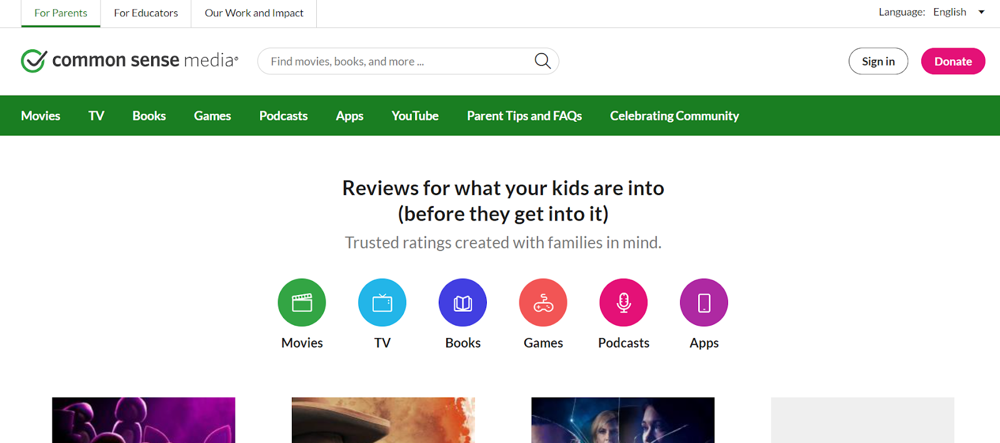 For Parents
For Educators
Our Work and Impact
Language: English
common sense media®
Find movies, books, and more ...
Sign in
Donate
Movies
TV
Books
Games
Podcasts
Apps
YouTube
Parent Tips and FAQs
Celebrating Community
Reviews for what your kids are into
(before they get into it)
Trusted ratings created with families in mind.
Movies
TV
Books
Games
Podcasts
Apps